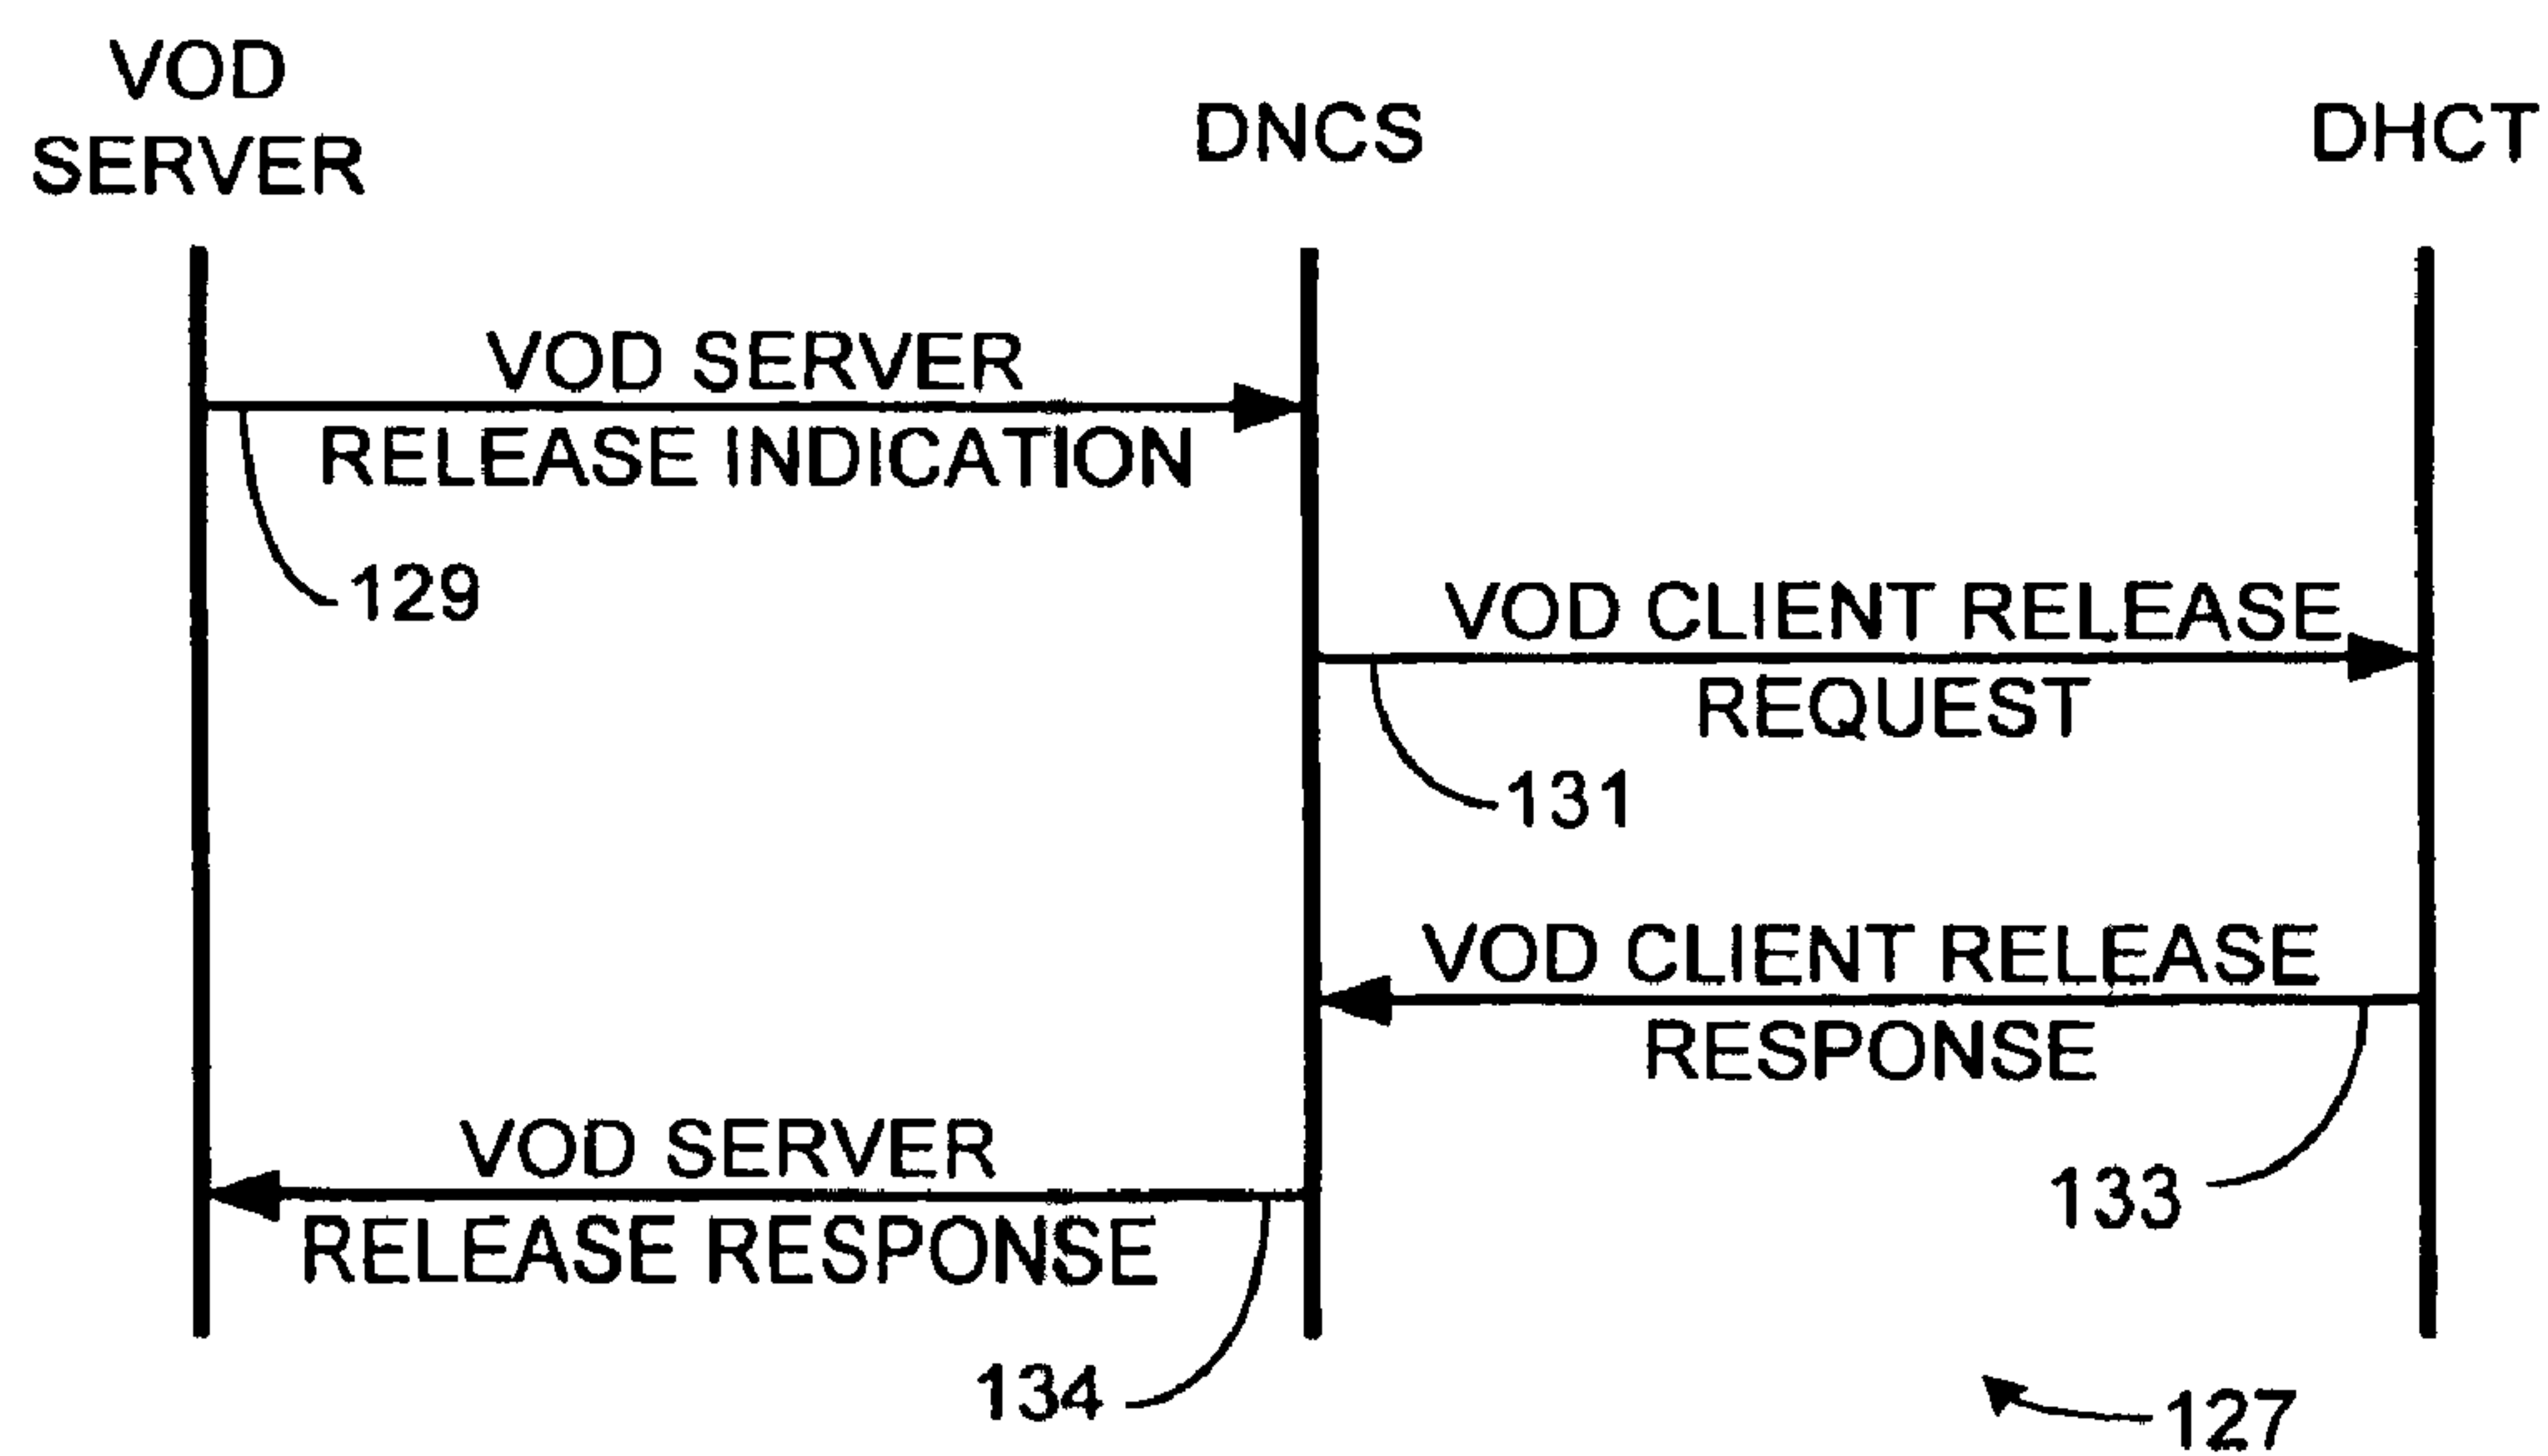 VOD
SERVER
DNCS
DHCT
VOD SERVER
RELEASE INDICATION
129
VOD CLIENT RELEASE
REQUEST
131
VOD CLIENT RELEASE
RESPONSE
133
VOD SERVER
RELEASE RESPONSE
134
127